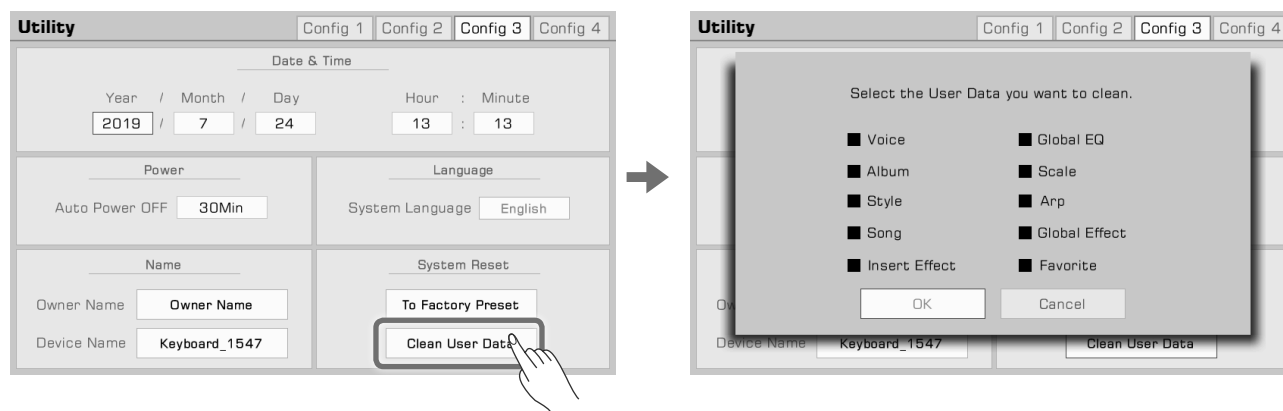 Utility Config 1 Config 2 Config 3 Config 4
Date & Time
Year / Month / Day Hour : Minute
2019 / 7 / 24 13 : 13
Power Language
Auto Power OFF 30Min System Language English
Name System Reset
Owner Name Owner Name To Factory Preset
Device Name Keyboard_1547 Clean User Data
Utility Config 1 Config 2 Config 3 Config 4
Select the User Data you want to clean.
Voice Global EQ
Album Scale
Style Arp
Song Global Effect
Insert Effect Favorite
OK Cancel
Device Name Keyboard_1547 Clean User Data